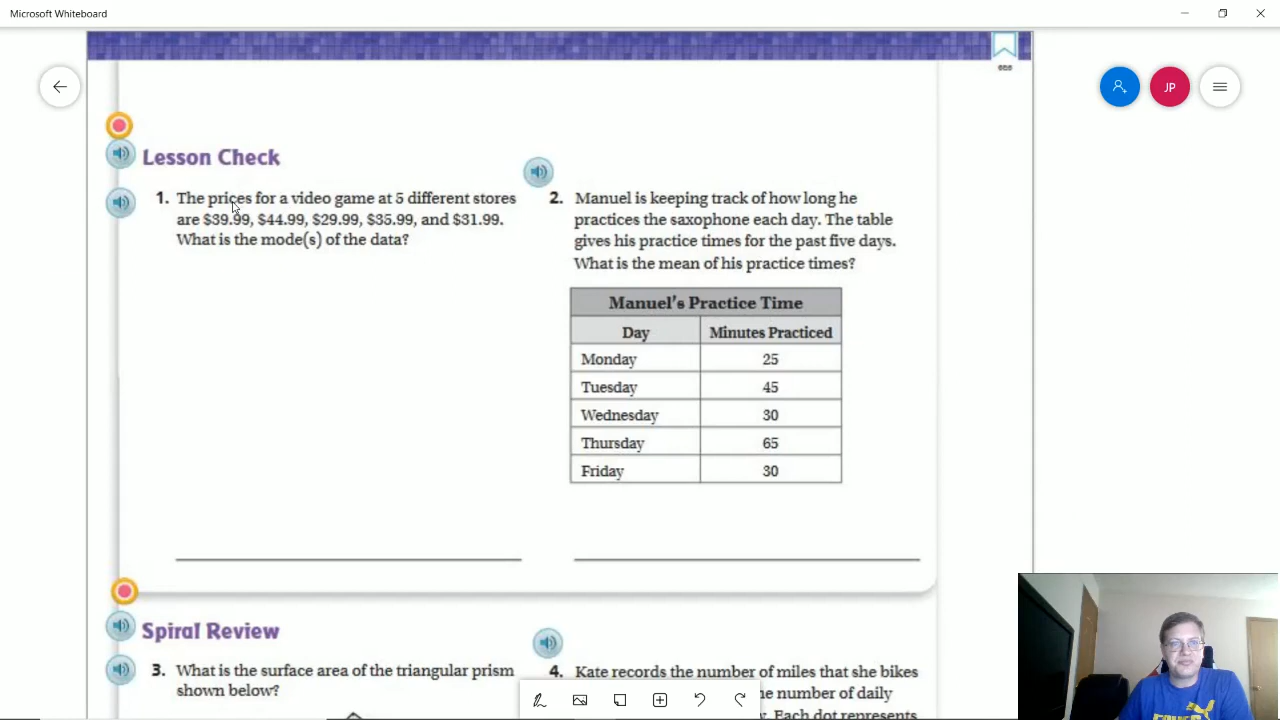 Microsoft Whiteboard
JP
Lesson Check
1. The prices for a video game at 5 different stores
are $39.99, $44.99, $29.99, $35.99, and $31.99.
What is the mode(s) of the data?
2. Manuel is keeping track of how long he
practices the saxophone each day. The table
gives his practice times for the past five days.
What is the mean of his practice times?
Manuel's Practice Time
Day Minutes Practiced
Monday 25
Tuesday 45
Wednesday 30
Thursday 65
Friday 30
Spiral Review
3. What is the surface area of the triangular prism
shown below?
4. Kate records the number of miles that she bikes
he number of daily
. Each dot represents